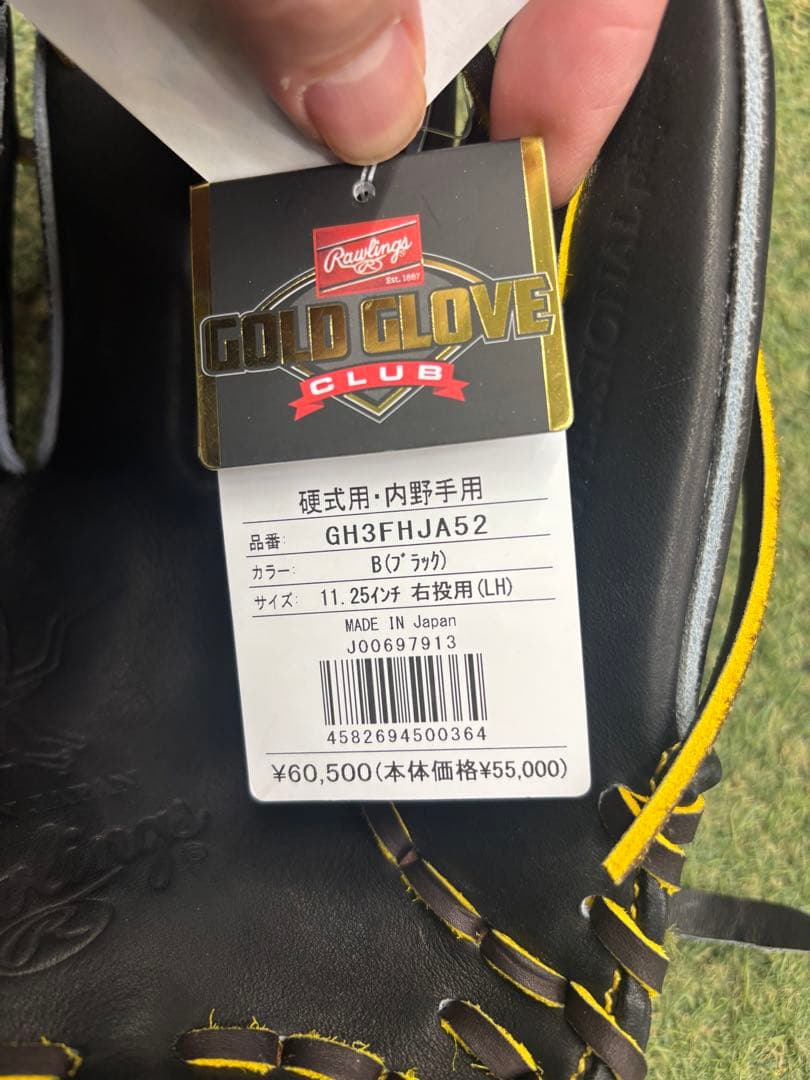 Rawlings
R
Est. 1887
GOLD GLOVE
CLUB
硬式用・内野手用
品番: GH3FHJA52
カラー: B(ﾌﾞﾗｯｸ)
サイズ: 11.25ｲﾝﾁ 右投用(LH)
MADE IN Japan
J00697913
4582694500364
¥60,500(本体価格¥55,000)